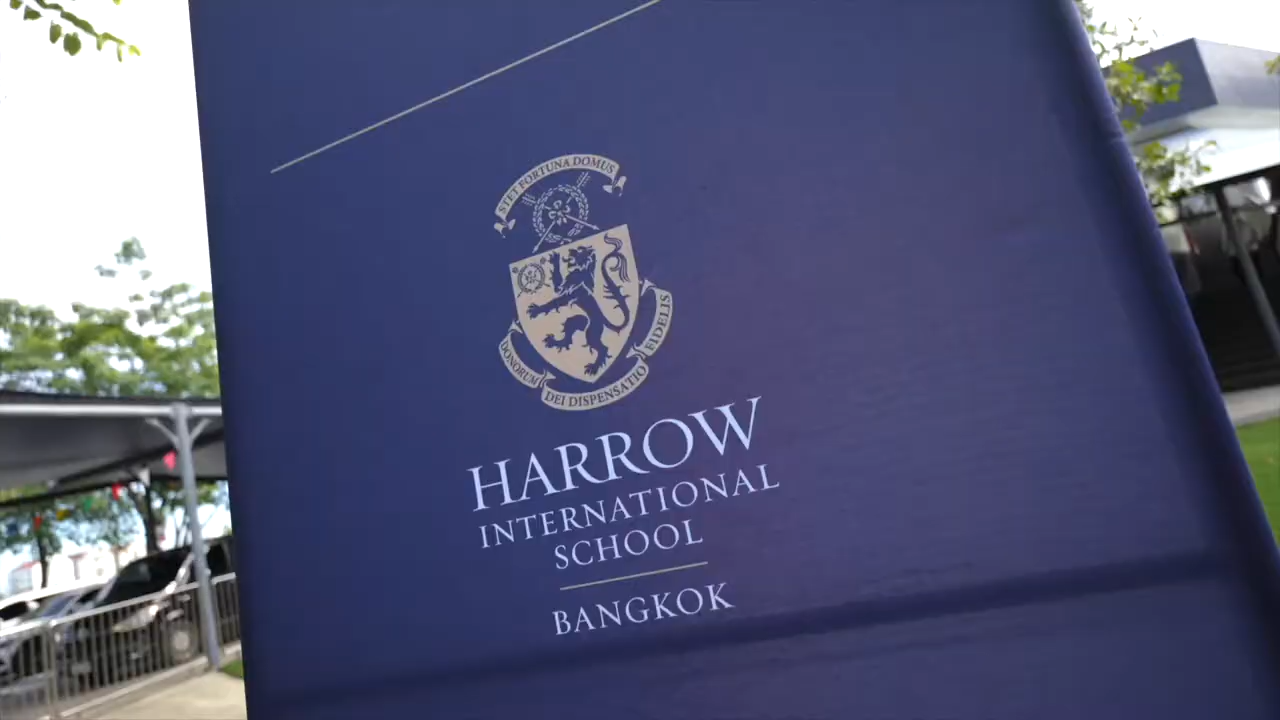 STET FORTUNA DOMUS
DONORUM DEI DISPENSATIO FIDELIS
HARROW
INTERNATIONAL
SCHOOL
BANGKOK